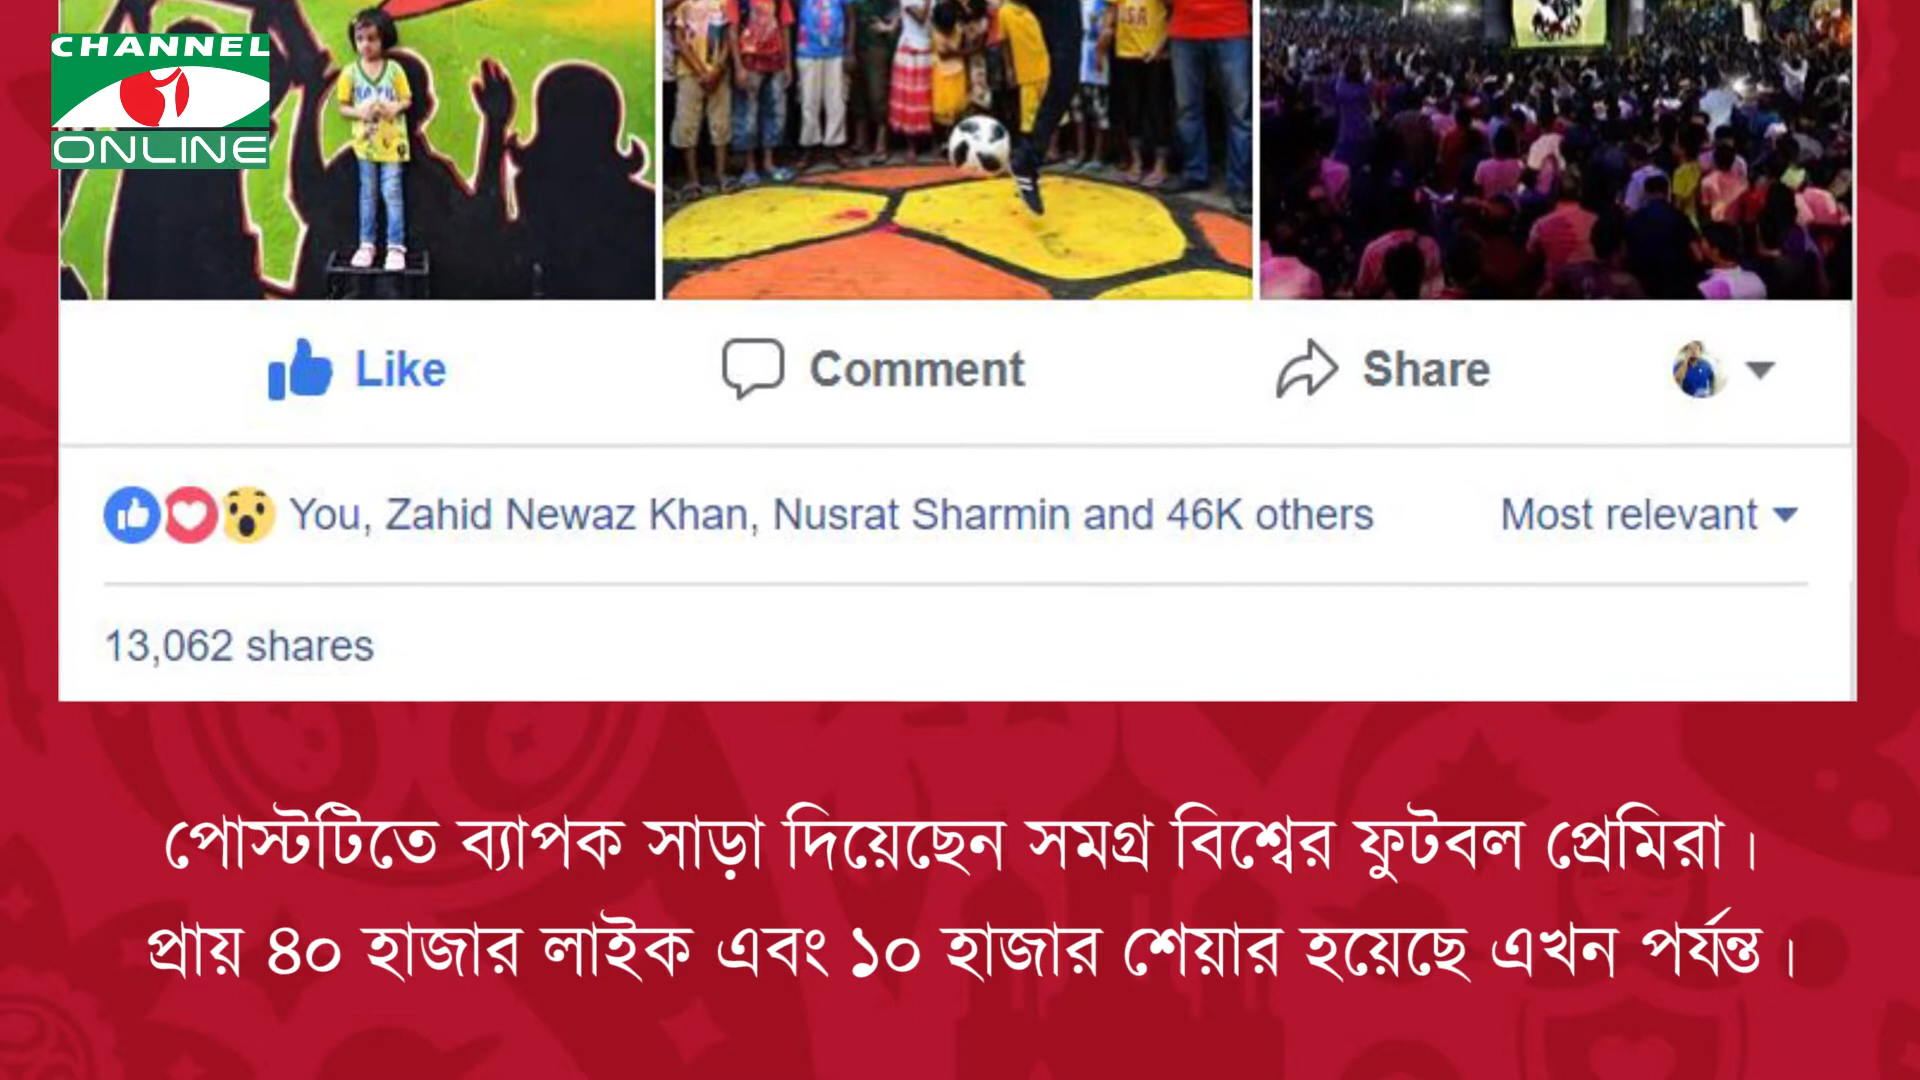 CHANNEL
ONLINE
Like
Comment
Share
You, Zahid Newaz Khan, Nusrat Sharmin and 46K others
Most relevant
13,062 shares
পোস্টটিতে ব্যাপক সাড়া দিয়েছেন সমগ্র বিশ্বের ফুটবল প্রেমিরা।
প্রায় ৪০ হাজার লাইক এবং ১০ হাজার শেয়ার হয়েছে এখন পর্যন্ত।